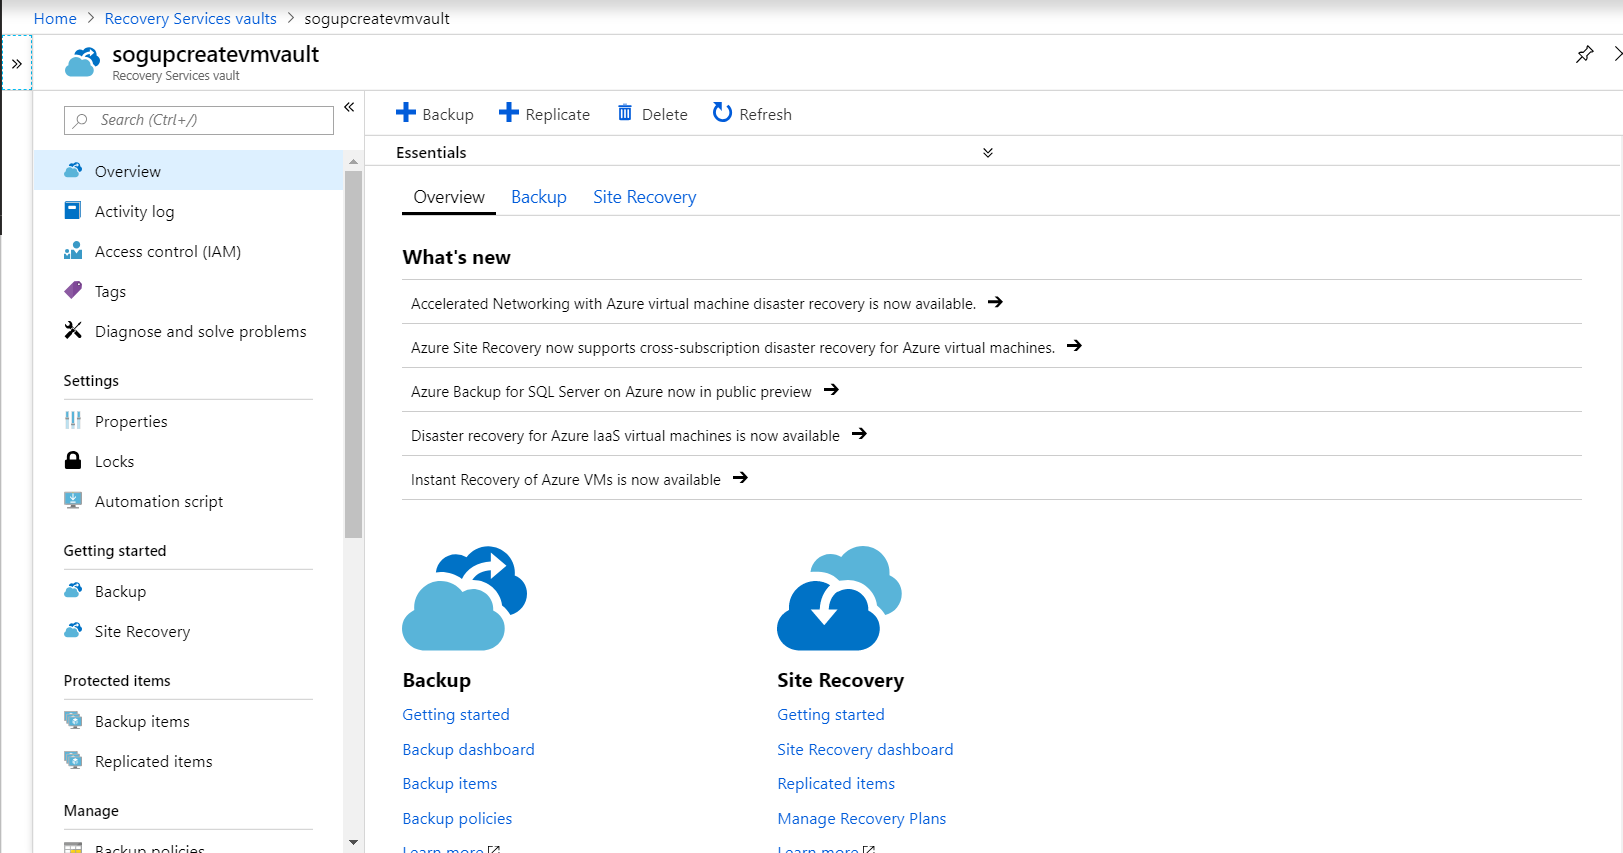 Home > Recovery Services vaults > sogupcreatevmvault
sogupcreatevmvault
Recovery Services vault
Search (Ctrl+/)
Overview
Activity log
Access control (IAM)
Tags
Diagnose and solve problems
Settings
Properties
Locks
Automation script
Getting started
Backup
Site Recovery
Protected items
Backup items
Replicated items
Manage
Backup policies
Backup
Replicate
Delete
Refresh
Essentials
Overview
Backup
Site Recovery
What's new
Accelerated Networking with Azure virtual machine disaster recovery is now available.
Azure Site Recovery now supports cross-subscription disaster recovery for Azure virtual machines.
Azure Backup for SQL Server on Azure now in public preview
Disaster recovery for Azure IaaS virtual machines is now available
Instant Recovery of Azure VMs is now available
Backup
Getting started
Backup dashboard
Backup items
Backup policies
Learn more
Site Recovery
Getting started
Site Recovery dashboard
Replicated items
Manage Recovery Plans
Learn more